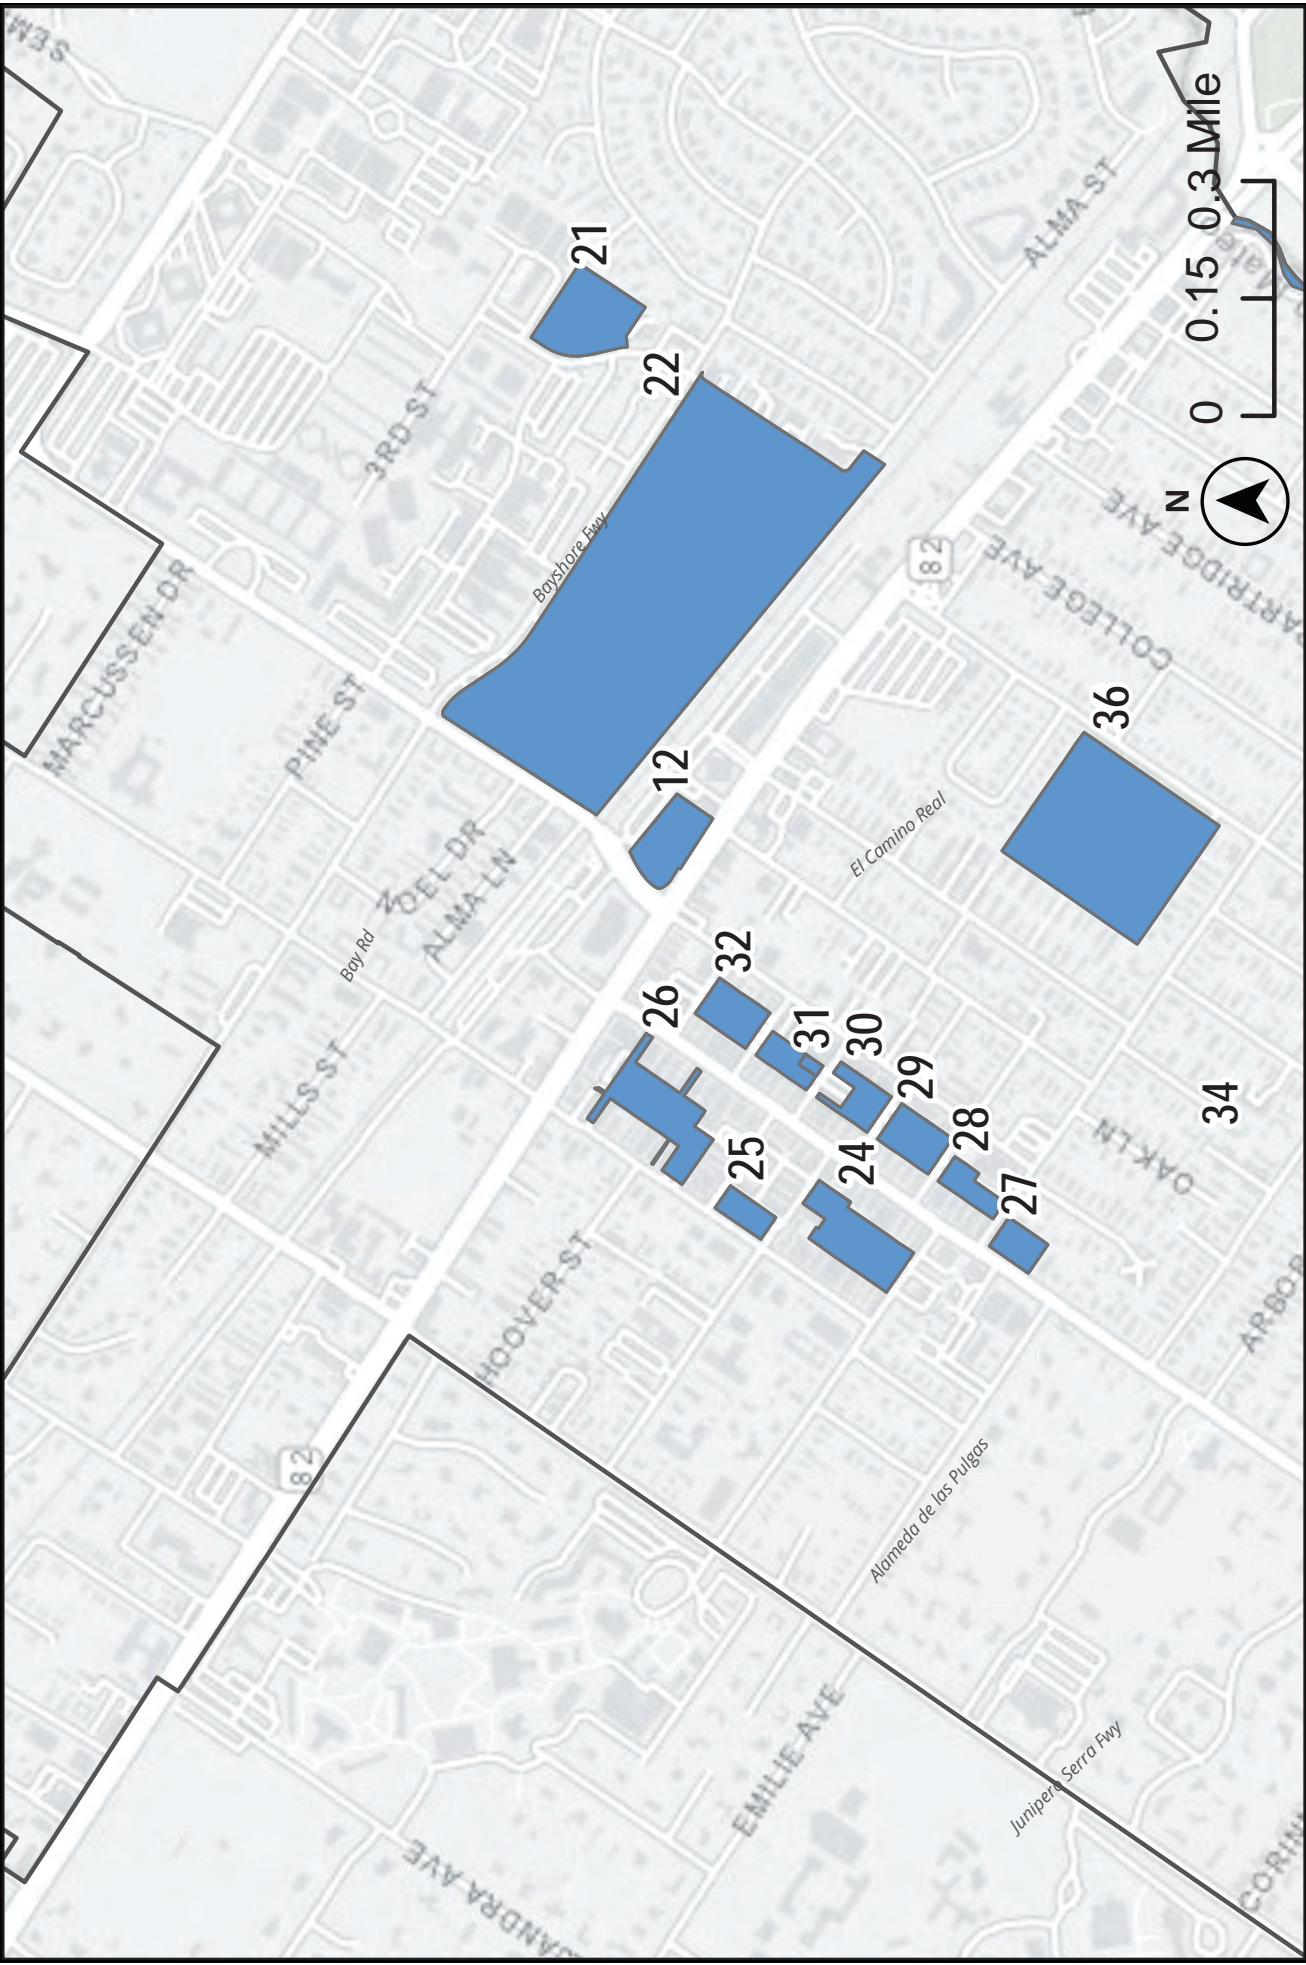 SEM
MARCUSSEN DR
3RD ST
PINE ST
21
22
Bayshore Fwy
ALMA ST
NOEL DR
ALMA LN
Bay Rd
MILLS ST
12
82
COLLEGE AVE
PARTRIDGE AVE
El Camino Real
36
32
26
31
30
29
28
27
25
24
34
OAK LN
ARBOR
HOOVER ST
82
Alameda de las Pulgas
EMILIE AVE
Junipero Serra Fwy
ANDRA AVE
CORIN
N
0 0.15 0.3 Mile